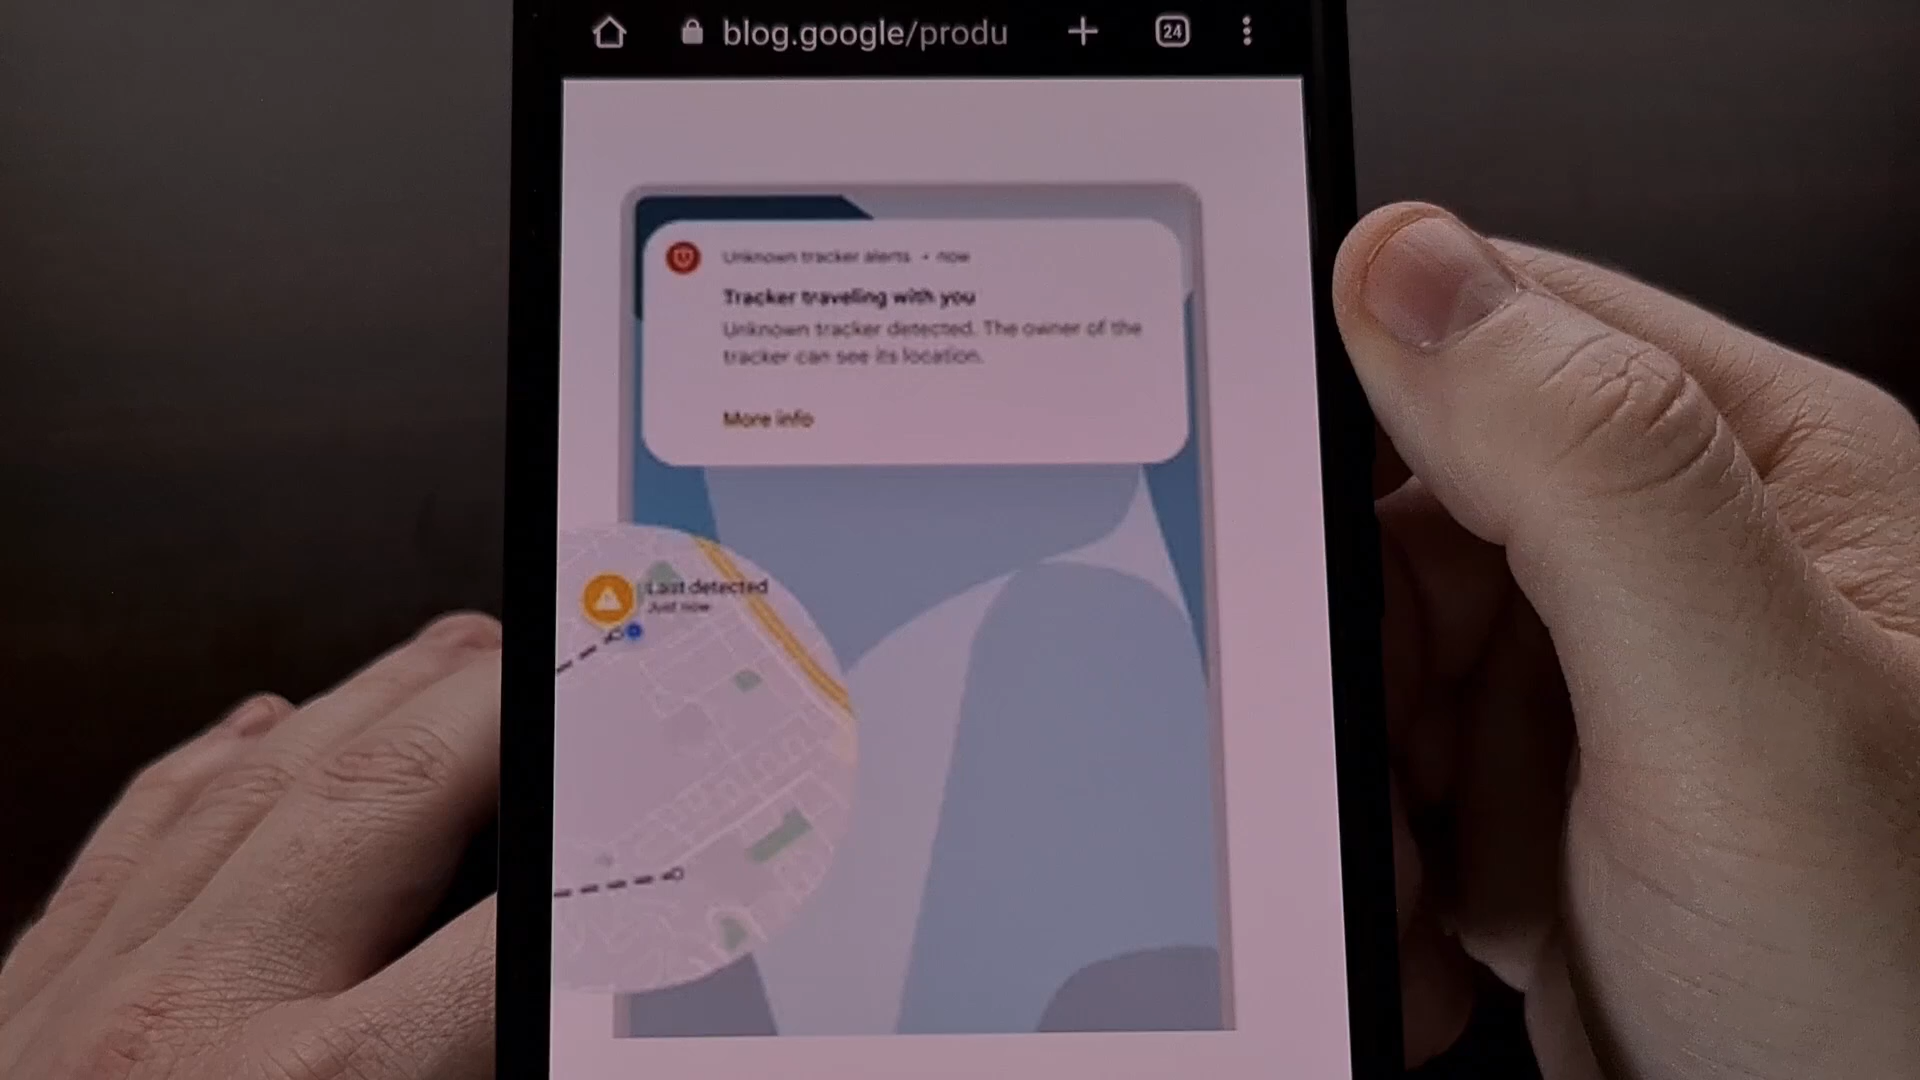 blog.google/produ
24
Unknown tracker alerts • now
Tracker traveling with you
Unknown tracker detected. The owner of the
tracker can see its location.
More info
Last detected
Just now